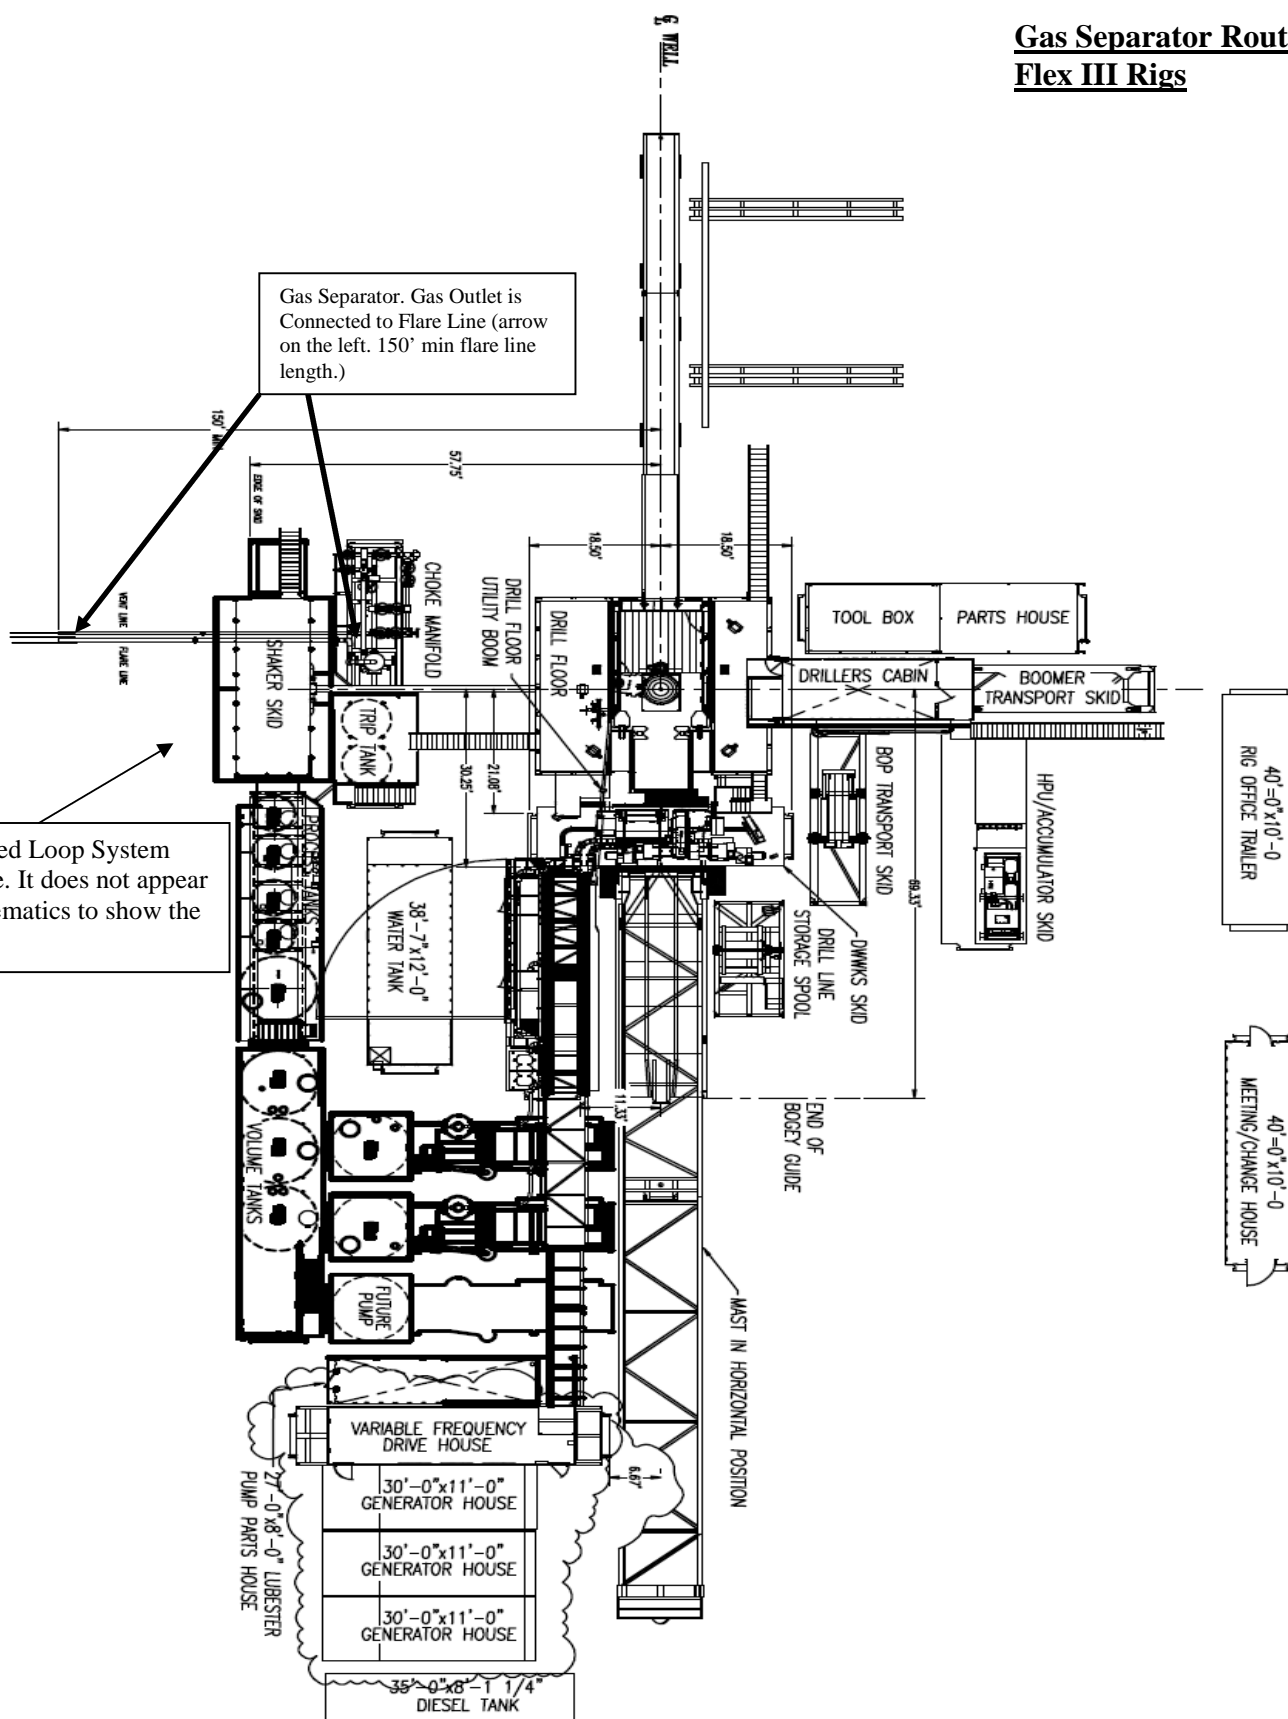 Gas Separator Rout
Flex III Rigs
WELL
Gas Separator. Gas Outlet is
Connected to Flare Line (arrow
on the left. 150’ min flare line
length.)
150' MIN
57.75'
EDGE OF SKID
18.50'
18.50'
CHOKE MANIFOLD
DRILL FLOOR
UTILITY BOOM
DRILL FLOOR
TOOL BOX
PARTS HOUSE
VENT LINE
FLARE LINE
SHAKER SKID
TRIP TANK
DRILLERS CABIN
BOOMER
TRANSPORT SKID
21.08'
30.25'
BOP TRANSPORT SKID
HPU/ACCUMULATOR SKID
40'=0"x10'-0
RIG OFFICE TRAILER
ed Loop System
e. It does not appear
ematics to show the
PROCESS TANKS
38'-7"x12'-0"
WATER TANK
69.33'
DWWKS SKID
DRILL LINE
STORAGE SPOOL
11.33'
END OF
BOGEY GUIDE
40'=0"x10'-0
MEETING/CHANGE HOUSE
VOLUME TANKS
FUTURE
PUMP
MAST IN HORIZONTAL POSITION
VARIABLE FREQUENCY
DRIVE HOUSE
6.67'
27'-0"x8'-0" LUBESTER
PUMP PARTS HOUSE
30'-0"x11'-0"
GENERATOR HOUSE
30'-0"x11'-0"
GENERATOR HOUSE
30'-0"x11'-0"
GENERATOR HOUSE
35'-0"x8'-1 1/4"
DIESEL TANK